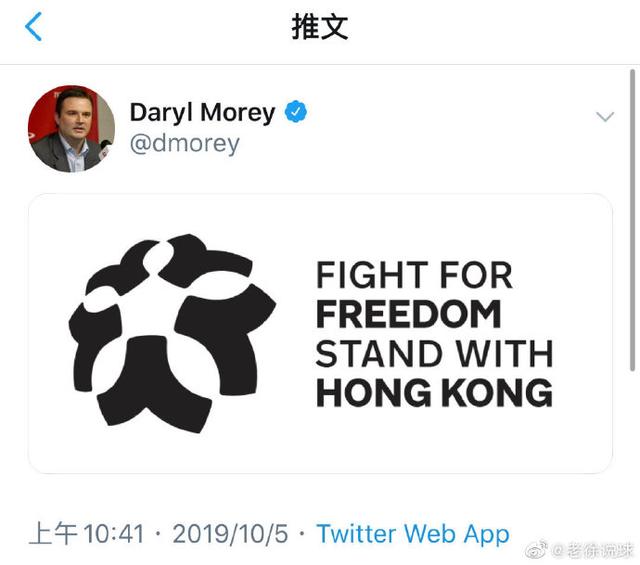 推文
Daryl Morey
@dmorey
FIGHT FOR
FREEDOM
STAND WITH
HONG KONG
上午 10:41 · 2019/10/5 · Twitter Web App
@老徐说球